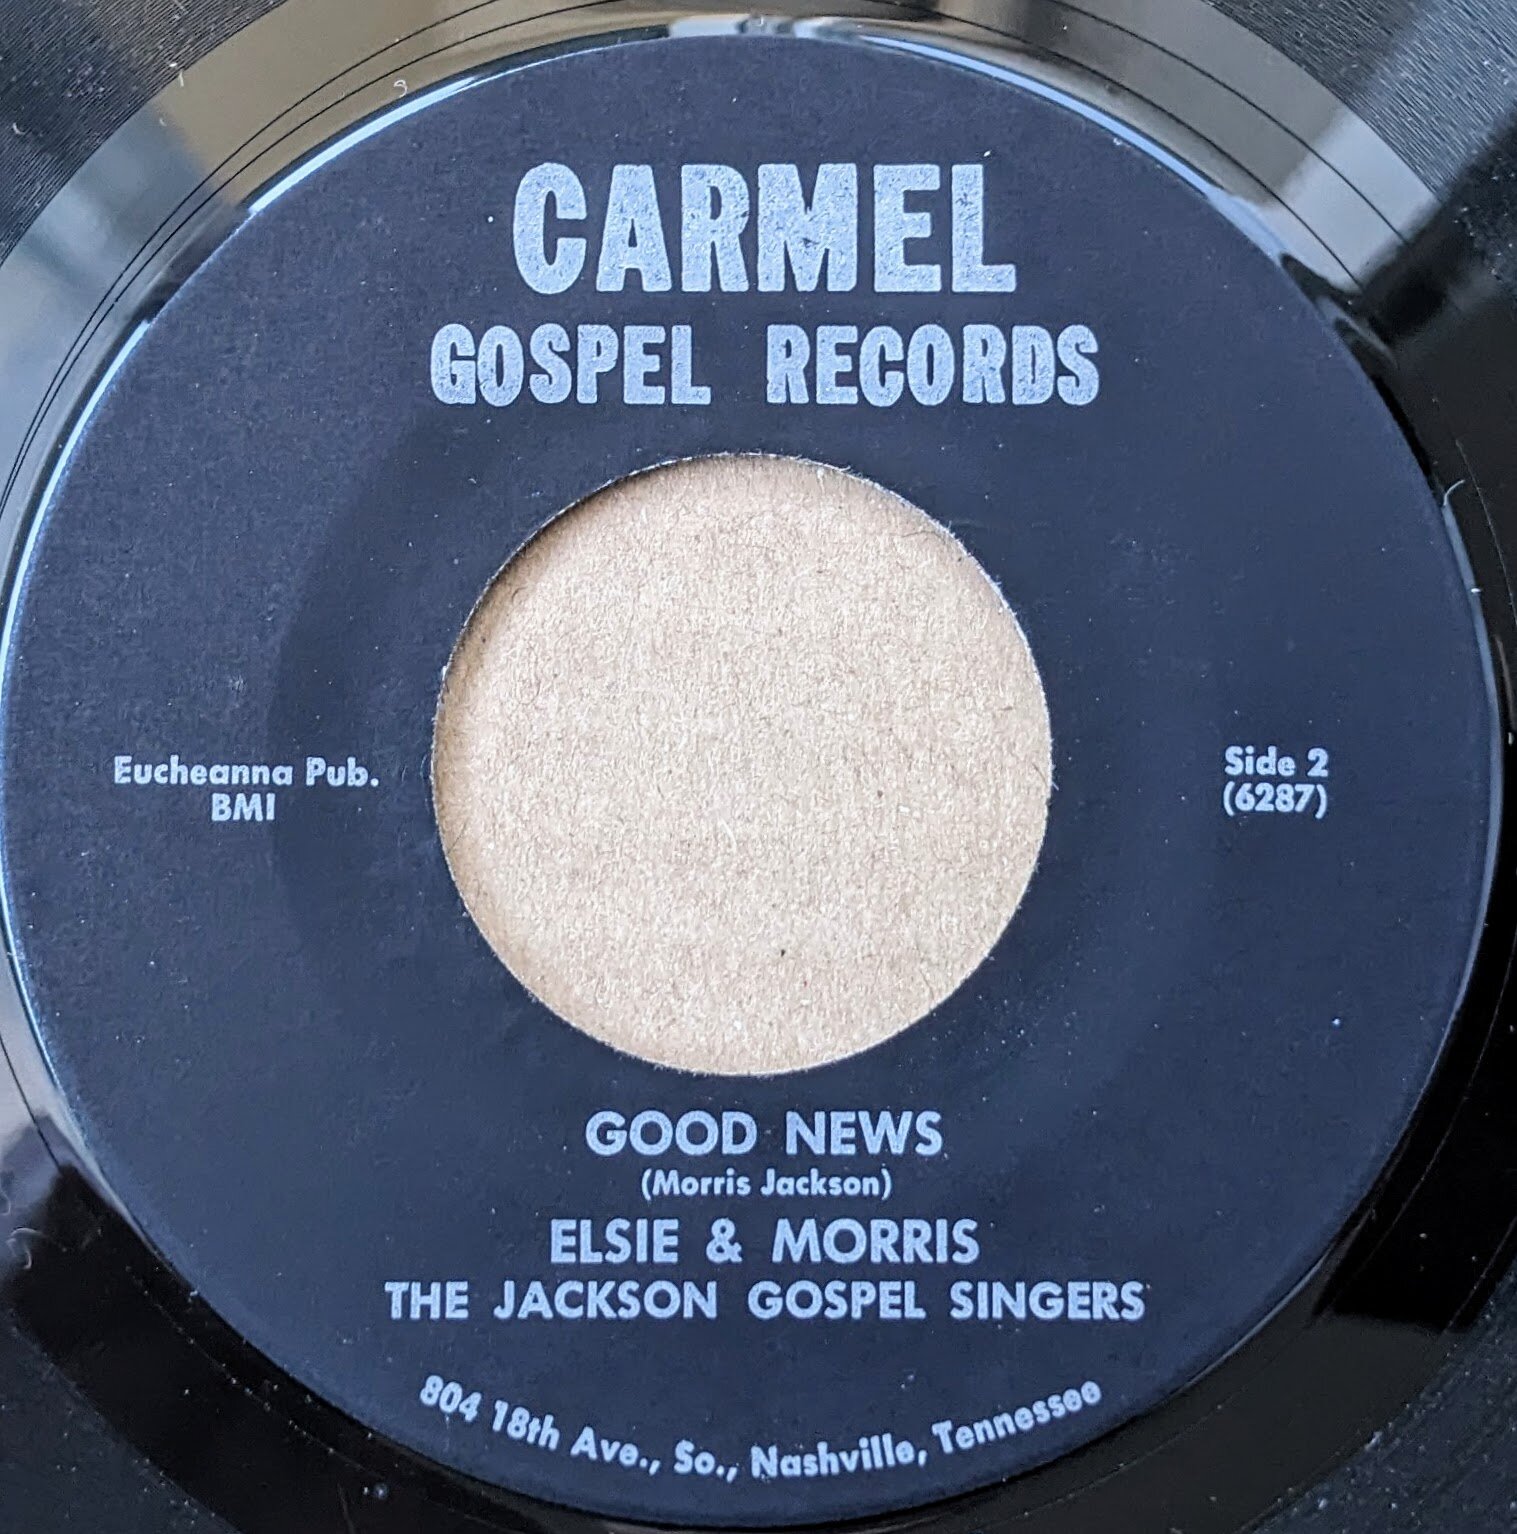 CARMEL
GOSPEL RECORDS
Eucheanna Pub.
BMI
Side 2
(6287)
GOOD NEWS
(Morris Jackson)
ELSIE & MORRIS
THE JACKSON GOSPEL SINGERS
804 18th Ave., So., Nashville, Tennessee